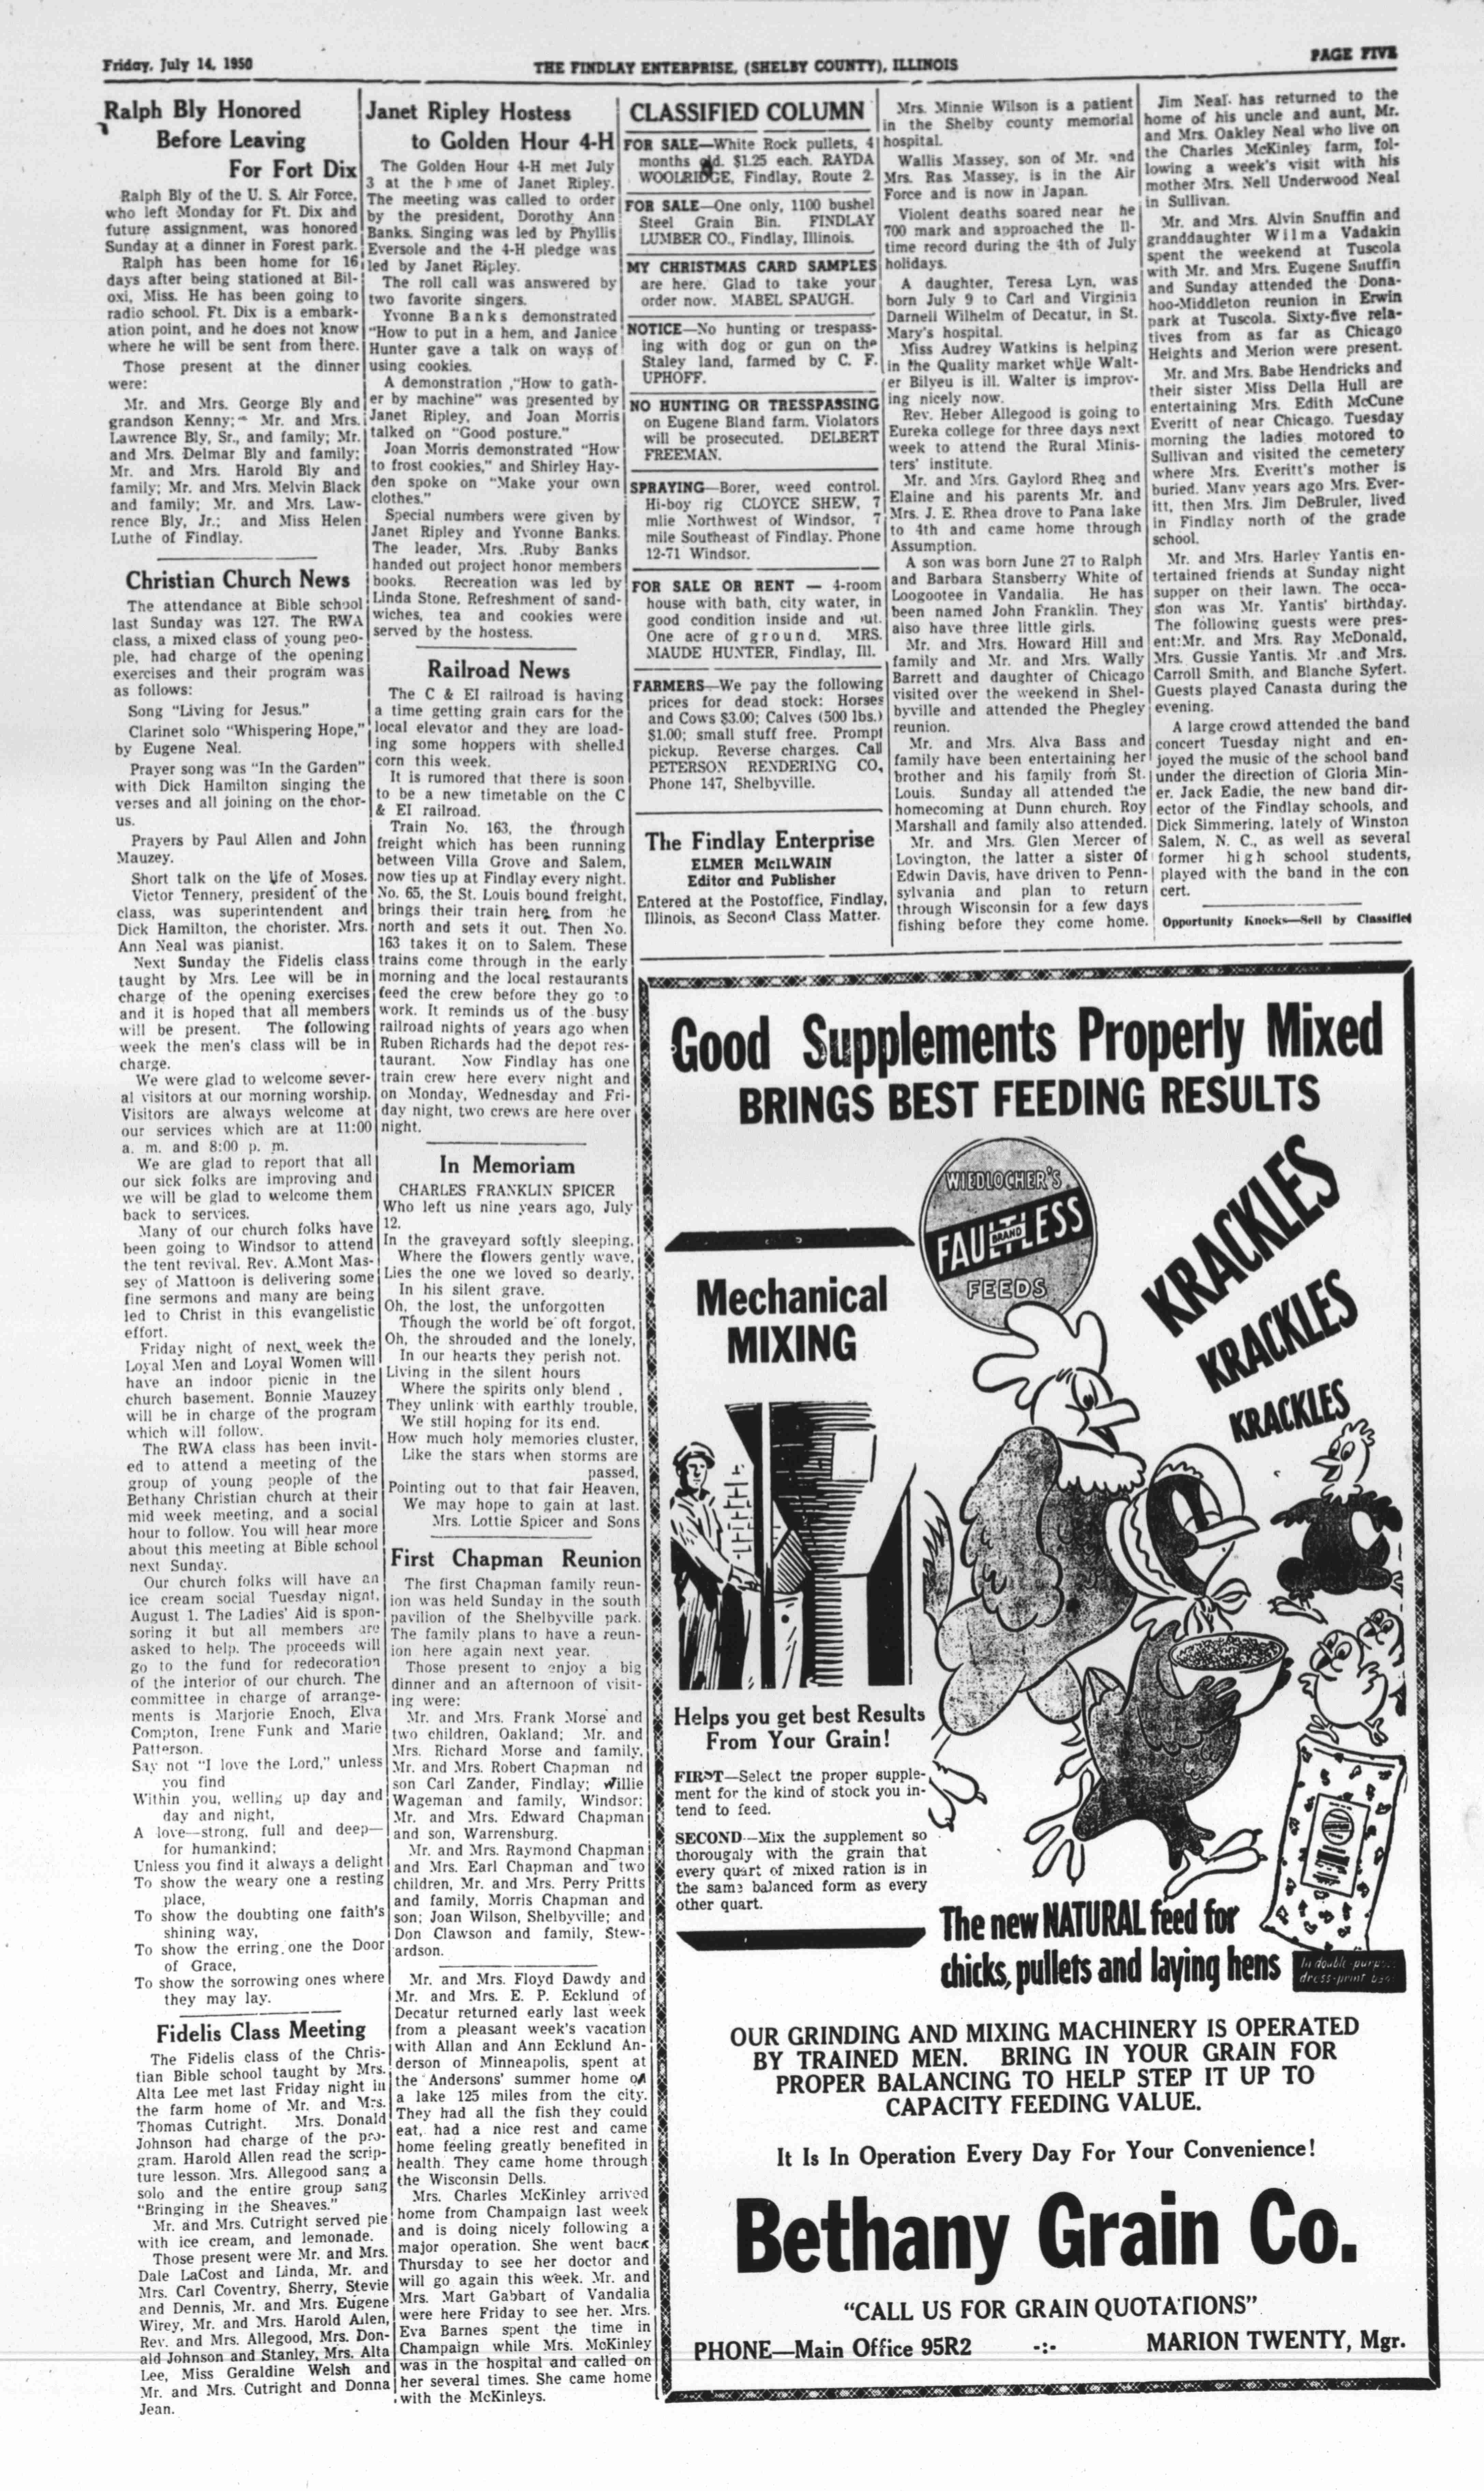 Friday, July 14, 1950
THE FINDLAY ENTERPRISE, (SHELBY COUNTY), ILLINOIS
PAGE FIVE
Ralph Bly Honored
Before Leaving
For Fort Dix
Ralph Bly of the U. S. Air Force,
who left Monday for Ft. Dix and
future assignment, was honored
Sunday at a dinner in Forest park.
Ralph has been home for 16
days after being stationed at Bil-
oxi, Miss. He has been going to
radio school. Ft. Dix is a embark-
ation point, and he does not know
where he will be sent from there.
Those present at the dinner
were:
Mr. and Mrs. George Bly and
grandson Kenny; Mr. and Mrs.
Lawrence Bly, Sr., and family; Mr.
and Mrs. Delmar Bly and family;
Mr. and Mrs. Harold Bly and
family; Mr. and Mrs. Melvin Black
and family; Mr. and Mrs. Law-
rence Bly, Jr.; and Miss Helen
Luthe of Findlay.
Christian Church News
The attendance at Bible school
last Sunday was 127. The RWA
class, a mixed class of young peo-
ple, had charge of the opening
exercises and their program was
as follows:
Song "Living for Jesus."
Clarinet solo "Whispering Hope,"
by Eugene Neal.
Prayer song was "In the Garden"
with Dick Hamilton singing the
verses and all joining on the chor-
us.
Prayers by Paul Allen and John
Mauzey.
Short talk on the life of Moses.
Victor Tennery, president of the
class, was superintendent and
Dick Hamilton, the chorister. Mrs.
Ann Neal was pianist.
Next Sunday the Fidelis class
taught by Mrs. Lee will be in
charge of the opening exercises
and it is hoped that all members
will be present. The following
week the men's class will be in
charge.
We were glad to welcome sever-
al visitors at our morning worship.
Visitors are always welcome at
our services which are at 11:00
a. m. and 8:00 p. m.
We are glad to report that all
our sick folks are improving and
we will be glad to welcome them
back to services.
Many of our church folks have
been going to Windsor to attend
the tent revival. Rev. A.Mont Mas-
sey of Mattoon is delivering some
fine sermons and many are being
led to Christ in this evangelistic
effort.
Friday night of next week the
Loyal Men and Loyal Women will
have an indoor picnic in the
church basement. Bonnie Mauzey
will be in charge of the program
which will follow.
The RWA class has been invit-
ed to attend a meeting of the
group of young people of the
Bethany Christian church at their
mid week meeting, and a social
hour to follow. You will hear more
about this meeting at Bible school
next Sunday.
Our church folks will have an
ice cream social Tuesday night,
August 1. The Ladies' Aid is spon-
soring it but all members are
asked to help. The proceeds will
go to the fund for redecoration
of the interior of our church. The
committee in charge of arrange-
ments is Marjorie Enoch, Elva
Compton, Irene Funk and Marie
Patterson.
Say not "I love the Lord," unless
you find
Within you, welling up day and
day and night,
A love—strong, full and deep—
for humankind;
Unless you find it always a delight
To show the weary one a resting
place,
To show the doubting one faith's
shining way,
To show the erring one the Door
of Grace,
To show the sorrowing ones where
they may lay.
Fidelis Class Meeting
The Fidelis class of the Chris-
tian Bible school taught by Mrs.
Alta Lee met last Friday night in
the farm home of Mr. and Mrs.
Thomas Cutright. Mrs. Donald
Johnson had charge of the pro-
gram. Harold Allen read the scrip-
ture lesson. Mrs. Allegood sang a
solo and the entire group sang
"Bringing in the Sheaves."
Mr. and Mrs. Cutright served pie
with ice cream, and lemonade.
Those present were Mr. and Mrs.
Dale LaCost and Linda, Mr. and
Mrs. Carl Coventry, Sherry, Stevie
and Dennis, Mr. and Mrs. Eugene
Wirey, Mr. and Mrs. Harold Allen,
Rev. and Mrs. Allegood, Mrs. Don-
ald Johnson and Stanley, Mrs. Alta
Lee, Miss Geraldine Welsh and
Mr. and Mrs. Cutright and Donna
Jean.
Janet Ripley Hostess
to Golden Hour 4-H
The Golden Hour 4-H met July
3 at the home of Janet Ripley.
The meeting was called to order
by the president, Dorothy Ann
Banks. Singing was led by Phyllis
Eversole and the 4-H pledge was
led by Janet Ripley.
The roll call was answered by
two favorite singers.
Yvonne Banks demonstrated
"How to put in a hem, and Janice
Hunter gave a talk on ways of
using cookies.
A demonstration ,"How to gath-
er by machine" was presented by
Janet Ripley, and Joan Morris
talked on "Good posture."
Joan Morris demonstrated "How
to frost cookies," and Shirley Hay-
den spoke on "Make your own
clothes."
Special numbers were given by
Janet Ripley and Yvonne Banks.
The leader, Mrs. Ruby Banks
handed out project honor members
books. Recreation was led by
Linda Stone. Refreshment of sand-
wiches, tea and cookies were
served by the hostess.
Railroad News
The C & EI railroad is having
a time getting grain cars for the
local elevator and they are load-
ing some hoppers with shelled
corn this week.
It is rumored that there is soon
to be a new timetable on the C
& EI railroad.
Train No. 163, the through
freight which has been running
between Villa Grove and Salem,
now ties up at Findlay every night.
No. 65, the St. Louis bound freight,
brings their train here from he
north and sets it out. Then No.
163 takes it on to Salem. These
trains come through in the early
morning and the local restaurants
feed the crew before they go to
work. It reminds us of the busy
railroad nights of years ago when
Ruben Richards had the depot res-
taurant. Now Findlay has one
train crew here every night and
on Monday, Wednesday and Fri-
day night, two crews are here over
night.
In Memoriam
CHARLES FRANKLIN SPICER
Who left us nine years ago, July
12.
In the graveyard softly sleeping,
Where the flowers gently wave,
Lies the one we loved so dearly,
In his silent grave.
Oh, the lost, the unforgotten
Though the world be oft forgot,
Oh, the shrouded and the lonely,
In our hearts they perish not.
Living in the silent hours
Where the spirits only blend ,
They unlink with earthly trouble,
We still hoping for its end.
How much holy memories cluster,
Like the stars when storms are
passed,
Pointing out to that fair Heaven,
We may hope to gain at last.
Mrs. Lottie Spicer and Sons
First Chapman Reunion
The first Chapman family reun-
ion was held Sunday in the south
pavilion of the Shelbyville park.
The family plans to have a reun-
ion here again next year.
Those present to enjoy a big
dinner and an afternoon of visit-
ing were:
Mr. and Mrs. Frank Morse and
two children, Oakland; Mr. and
Mrs. Richard Morse and family,
Mr. and Mrs. Robert Chapman nd
son Carl Zander, Findlay; Willie
Wageman and family, Windsor;
Mr. and Mrs. Edward Chapman
and son, Warrensburg.
Mr. and Mrs. Raymond Chapman
and Mrs. Earl Chapman and two
children, Mr. and Mrs. Perry Pritts
and family, Morris Chapman and
son; Joan Wilson, Shelbyville; and
Don Clawson and family, Stew-
ardson.
Mr. and Mrs. Floyd Dawdy and
Mr. and Mrs. E. P. Ecklund of
Decatur returned early last week
from a pleasant week's vacation
with Allan and Ann Ecklund An-
derson of Minneapolis, spent at
the Andersons' summer home on
a lake 125 miles from the city.
They had all the fish they could
eat, had a nice rest and came
home feeling greatly benefited in
health. They came home through
the Wisconsin Dells.
Mrs. Charles McKinley arrived
home from Champaign last week
and is doing nicely following a
major operation. She went back
Thursday to see her doctor and
will go again this week. Mr. and
Mrs. Mart Gabbart of Vandalia
were here Friday to see her. Mrs.
Eva Barnes spent the time in
Champaign while Mrs. McKinley
was in the hospital and called on
her several times. She came home
with the McKinleys.
CLASSIFIED COLUMN
FOR SALE—White Rock pullets, 4
months old. $1.25 each. RAYDA
WOOLRIDGE, Findlay, Route 2.
FOR SALE—One only, 1100 bushel
Steel Grain Bin. FINDLAY
LUMBER CO., Findlay, Illinois.
MY CHRISTMAS CARD SAMPLES
are here. Glad to take your
order now. MABEL SPAUGH.
NOTICE—No hunting or trespass-
ing with dog or gun on the
Staley land, farmed by C. F.
UPHOFF.
NO HUNTING OR TRESSPASSING
on Eugene Bland farm. Violators
will be prosecuted. DELBERT
FREEMAN.
SPRAYING—Borer, weed control.
Hi-boy rig CLOYCE SHEW, 7
mlie Northwest of Windsor, 7
mile Southeast of Findlay. Phone
12-71 Windsor.
FOR SALE OR RENT — 4-room
house with bath, city water, in
good condition inside and out.
One acre of ground. MRS.
MAUDE HUNTER, Findlay, Ill.
FARMERS—We pay the following
prices for dead stock: Horses
and Cows $3.00; Calves (500 lbs.)
$1.00; small stuff free. Prompt
pickup. Reverse charges. Call
PETERSON RENDERING CO,
Phone 147, Shelbyville.
The Findlay Enterprise
ELMER McILWAIN
Editor and Publisher
Entered at the Postoffice, Findlay,
Illinois, as Second Class Matter.
Mrs. Minnie Wilson is a patient
in the Shelby county memorial
hospital.
Wallis Massey, son of Mr. and
Mrs. Ras Massey, is in the Air
Force and is now in Japan.
Violent deaths soared near he
700 mark and approached the ll-
time record during the 4th of July
holidays.
A daughter, Teresa Lyn, was
born July 9 to Carl and Virginia
Darnell Wilhelm of Decatur, in St.
Mary's hospital.
Miss Audrey Watkins is helping
in the Quality market while Walt-
er Bilyeu is ill. Walter is improv-
ing nicely now.
Rev. Heber Allegood is going to
Eureka college for three days next
week to attend the Rural Minis-
ters' institute.
Mr. and Mrs. Gaylord Rhea and
Elaine and his parents Mr. and
Mrs. J. E. Rhea drove to Pana lake
to 4th and came home through
Assumption.
A son was born June 27 to Ralph
and Barbara Stansberry White of
Loogootee in Vandalia. He has
been named John Franklin. They
also have three little girls.
Mr. and Mrs. Howard Hill and
family and Mr. and Mrs. Wally
Barrett and daughter of Chicago
visited over the weekend in Shel-
byville and attended the Phegley
reunion.
Mr. and Mrs. Alva Bass and
family have been entertaining her
brother and his family from St.
Louis. Sunday all attended the
homecoming at Dunn church. Roy
Marshall and family also attended.
Mr. and Mrs. Glen Mercer of
Lovington, the latter a sister of
Edwin Davis, have driven to Penn-
sylvania and plan to return
through Wisconsin for a few days
fishing before they come home.
Jim Neal has returned to the
home of his uncle and aunt, Mr.
and Mrs. Oakley Neal who live on
the Charles McKinley farm, fol-
lowing a week's visit with his
mother Mrs. Nell Underwood Neal
in Sullivan.
Mr. and Mrs. Alvin Snuffin and
granddaughter Wilma Vadakin
spent the weekend at Tuscola
with Mr. and Mrs. Eugene Snuffin
and Sunday attended the Dona-
hoo-Middleton reunion in Erwin
park at Tuscola. Sixty-five rela-
tives from as far as Chicago
Heights and Merion were present.
Mr. and Mrs. Babe Hendricks and
their sister Miss Della Hull are
entertaining Mrs. Edith McCune
Everitt of near Chicago. Tuesday
morning the ladies motored to
Sullivan and visited the cemetery
where Mrs. Everitt's mother is
buried. Many years ago Mrs. Ever-
itt, then Mrs. Jim DeBruler, lived
in Findlay north of the grade
school.
Mr. and Mrs. Harley Yantis en-
tertained friends at Sunday night
supper on their lawn. The occa-
sion was Mr. Yantis' birthday.
The following guests were pres-
ent:Mr. and Mrs. Ray McDonald,
Mrs. Gussie Yantis. Mr .and Mrs.
Carroll Smith, and Blanche Syfert.
Guests played Canasta during the
evening.
A large crowd attended the band
concert Tuesday night and en-
joyed the music of the school band
under the direction of Gloria Min-
er. Jack Eadie, the new band dir-
ector of the Findlay schools, and
Dick Simmering, lately of Winston
Salem, N. C., as well as several
former high school students,
played with the band in the con
cert.
Opportunity Knocks—Sell by Classified
Good Supplements Properly Mixed
BRINGS BEST FEEDING RESULTS
WIEDLOCHER'S
FAULTLESS
BRAND
FEEDS
KRACKLES
KRACKLES
KRACKLES
Mechanical
MIXING
Helps you get best Results
From Your Grain!
FIRST—Select the proper supple-
ment for the kind of stock you in-
tend to feed.
SECOND—Mix the supplement so
thorougnly with the grain that
every quart of mixed ration is in
the same balanced form as every
other quart.
The new NATURAL feed for
chicks, pullets and laying hens
In double-purpose
dress-print bags
OUR GRINDING AND MIXING MACHINERY IS OPERATED
BY TRAINED MEN. BRING IN YOUR GRAIN FOR
PROPER BALANCING TO HELP STEP IT UP TO
CAPACITY FEEDING VALUE.
It Is In Operation Every Day For Your Convenience!
Bethany Grain Co.
"CALL US FOR GRAIN QUOTATIONS"
PHONE—Main Office 95R2 -:- MARION TWENTY, Mgr.